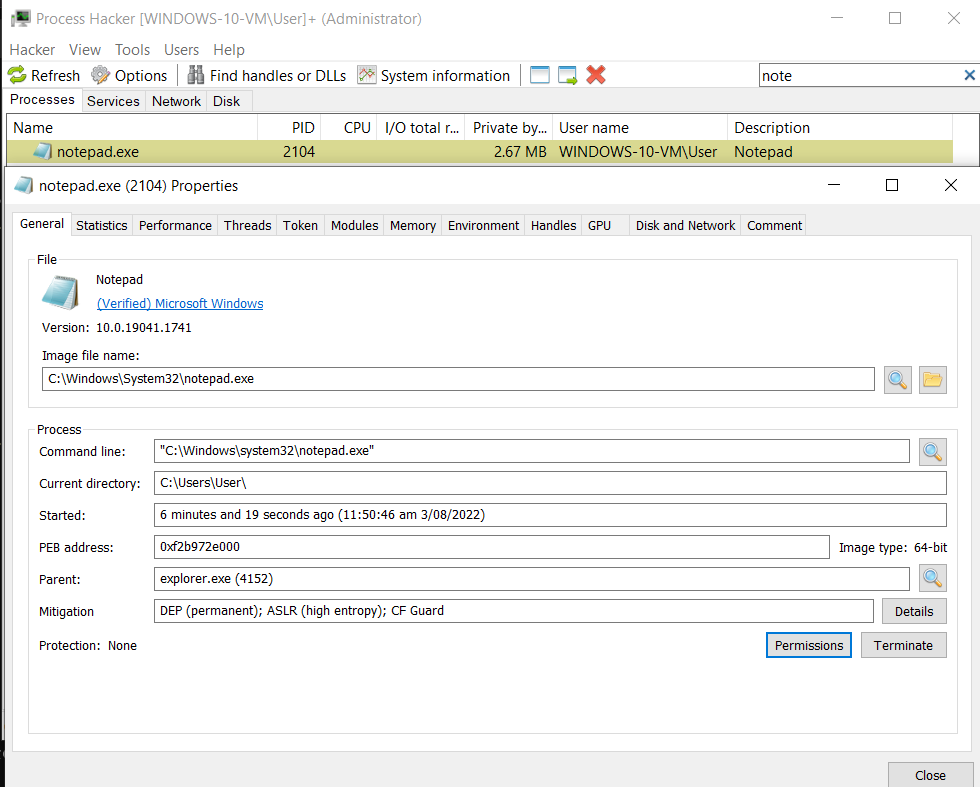 Process Hacker [WINDOWS-10-VM\User]+ (Administrator)
Hacker View Tools Users Help
Refresh Options Find handles or DLLs System information note
Processes Services Network Disk
Name PID CPU I/O total r... Private by... User name Description
notepad.exe 2104 2.67 MB WINDOWS-10-VM\User Notepad
notepad.exe (2104) Properties
General Statistics Performance Threads Token Modules Memory Environment Handles GPU Disk and Network Comment
File
Notepad
(Verified) Microsoft Windows
Version: 10.0.19041.1741
Image file name:
C:\Windows\System32\notepad.exe
Process
Command line: "C:\Windows\system32\notepad.exe"
Current directory: C:\Users\User\
Started: 6 minutes and 19 seconds ago (11:50:46 am 3/08/2022)
PEB address: 0xf2b972e000 Image type: 64-bit
Parent: explorer.exe (4152)
Mitigation DEP (permanent); ASLR (high entropy); CF Guard Details
Protection: None Permissions Terminate
Close